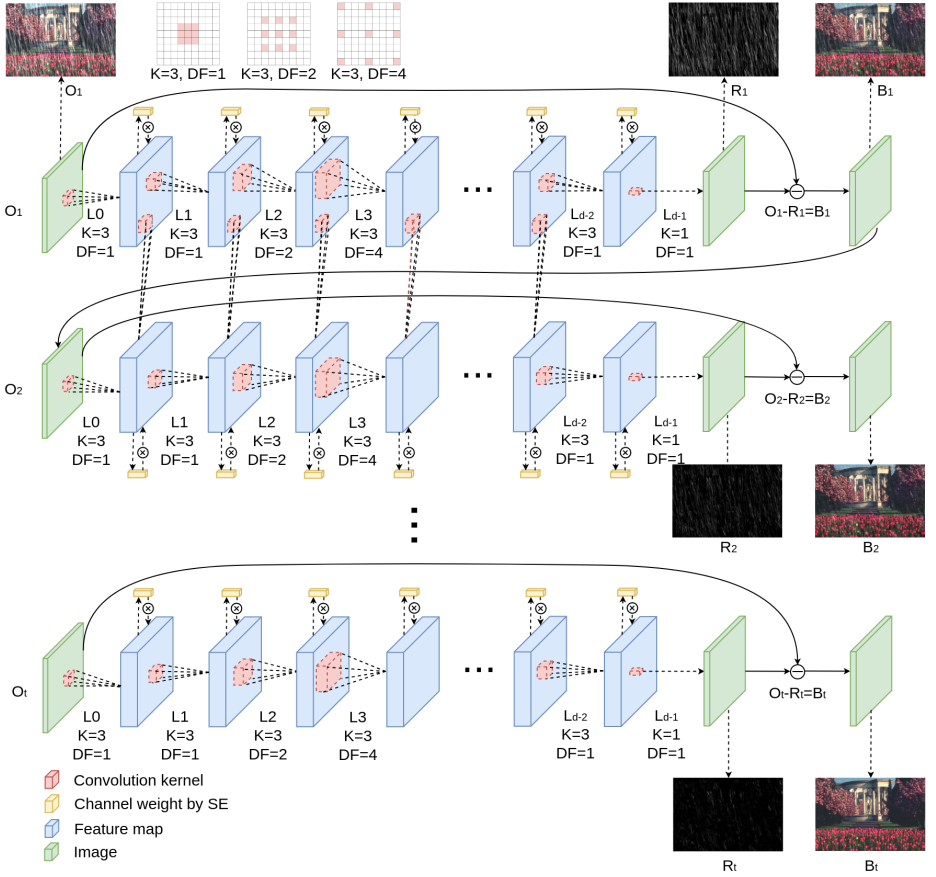 K=3, DF=1
K=3, DF=2
K=3, DF=4
O1
R1
B1
O1
L0
K=3
DF=1
L1
K=3
DF=1
L2
K=3
DF=2
L3
K=3
DF=4
...
Ld-2
K=3
DF=1
Ld-1
K=1
DF=1
O1-R1=B1
O2
L0
K=3
DF=1
L1
K=3
DF=1
L2
K=3
DF=2
L3
K=3
DF=4
...
Ld-2
K=3
DF=1
Ld-1
K=1
DF=1
O2-R2=B2
R2
B2
Ot
L0
K=3
DF=1
L1
K=3
DF=1
L2
K=3
DF=2
L3
K=3
DF=4
...
Ld-2
K=3
DF=1
Ld-1
K=1
DF=1
Ot-Rt=Bt
Rt
Bt
Convolution kernel
Channel weight by SE
Feature map
Image